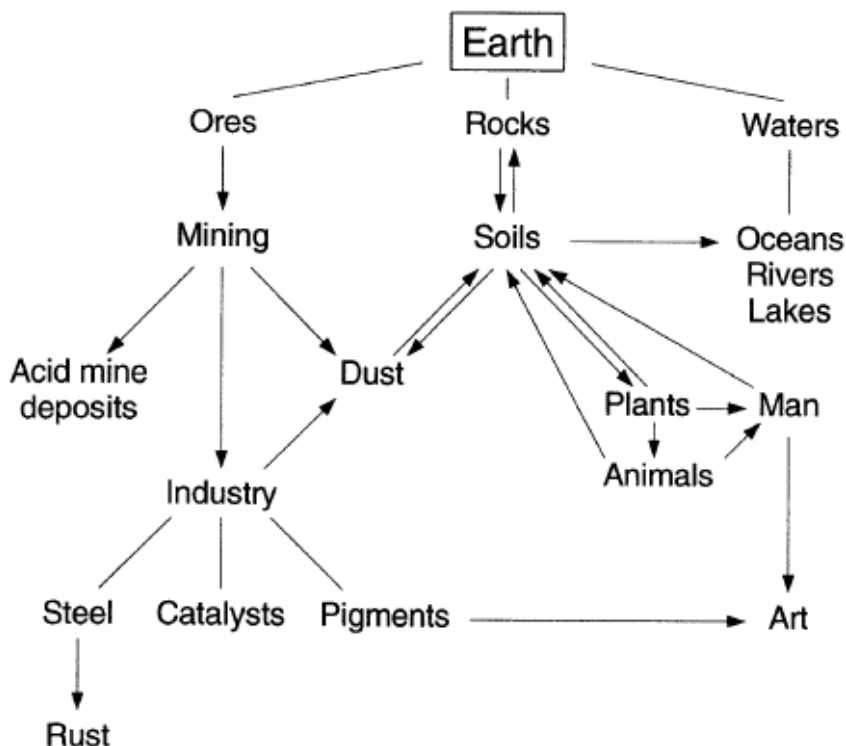 Earth
Ores
Rocks
Waters
Mining
Soils
Oceans
Rivers
Lakes
Acid mine
deposits
Dust
Plants
Man
Animals
Industry
Steel
Catalysts
Pigments
Art
Rust